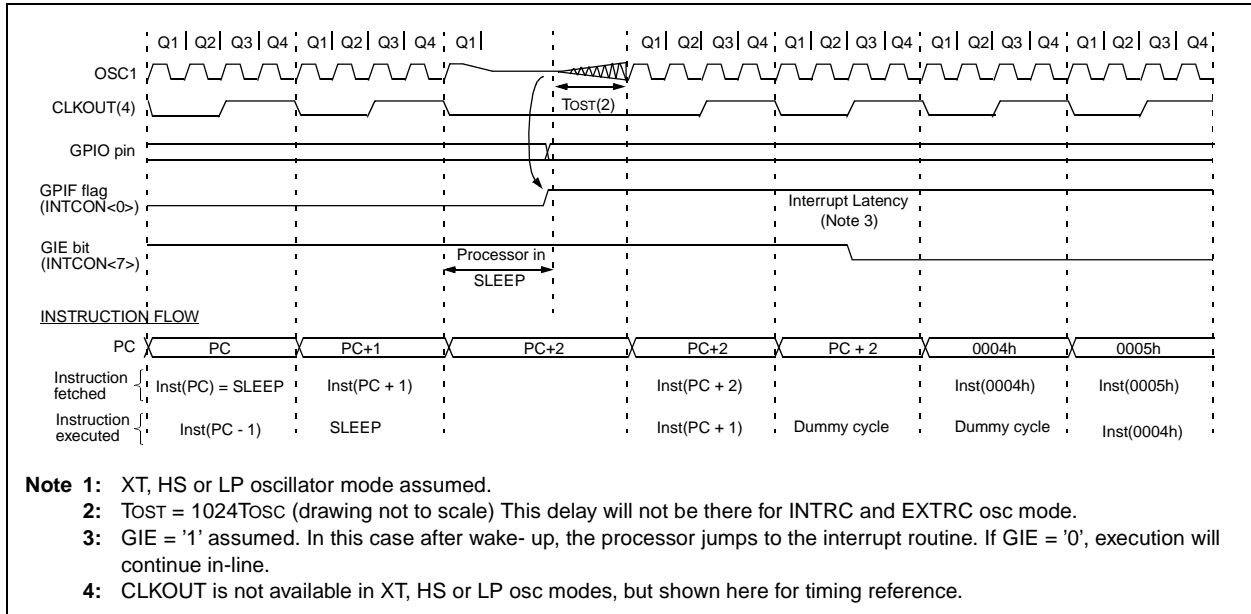 Q1 Q2 Q3 Q4 Q1 Q2 Q3 Q4 Q1 Q1 Q2 Q3 Q4 Q1 Q2 Q3 Q4 Q1 Q2 Q3 Q4 Q1 Q2 Q3 Q4
OSC1
TOST(2)
CLKOUT(4)
GPIO pin
GPIF flag
(INTCON<0>)
Interrupt Latency
(Note 3)
GIE bit
(INTCON<7>)
Processor in
SLEEP
INSTRUCTION FLOW
PC PC PC+1 PC+2 PC+2 PC + 2 0004h 0005h
Instruction
fetched
Inst(PC) = SLEEP Inst(PC + 1) Inst(PC + 2) Inst(0004h) Inst(0005h)
Instruction
executed
Inst(PC - 1) SLEEP Inst(PC + 1) Dummy cycle Dummy cycle Inst(0004h)
Note 1: XT, HS or LP oscillator mode assumed.
2: TOST = 1024TOSC (drawing not to scale) This delay will not be there for INTRC and EXTRC osc mode.
3: GIE = '1' assumed. In this case after wake- up, the processor jumps to the interrupt routine. If GIE = '0', execution will
continue in-line.
4: CLKOUT is not available in XT, HS or LP osc modes, but shown here for timing reference.